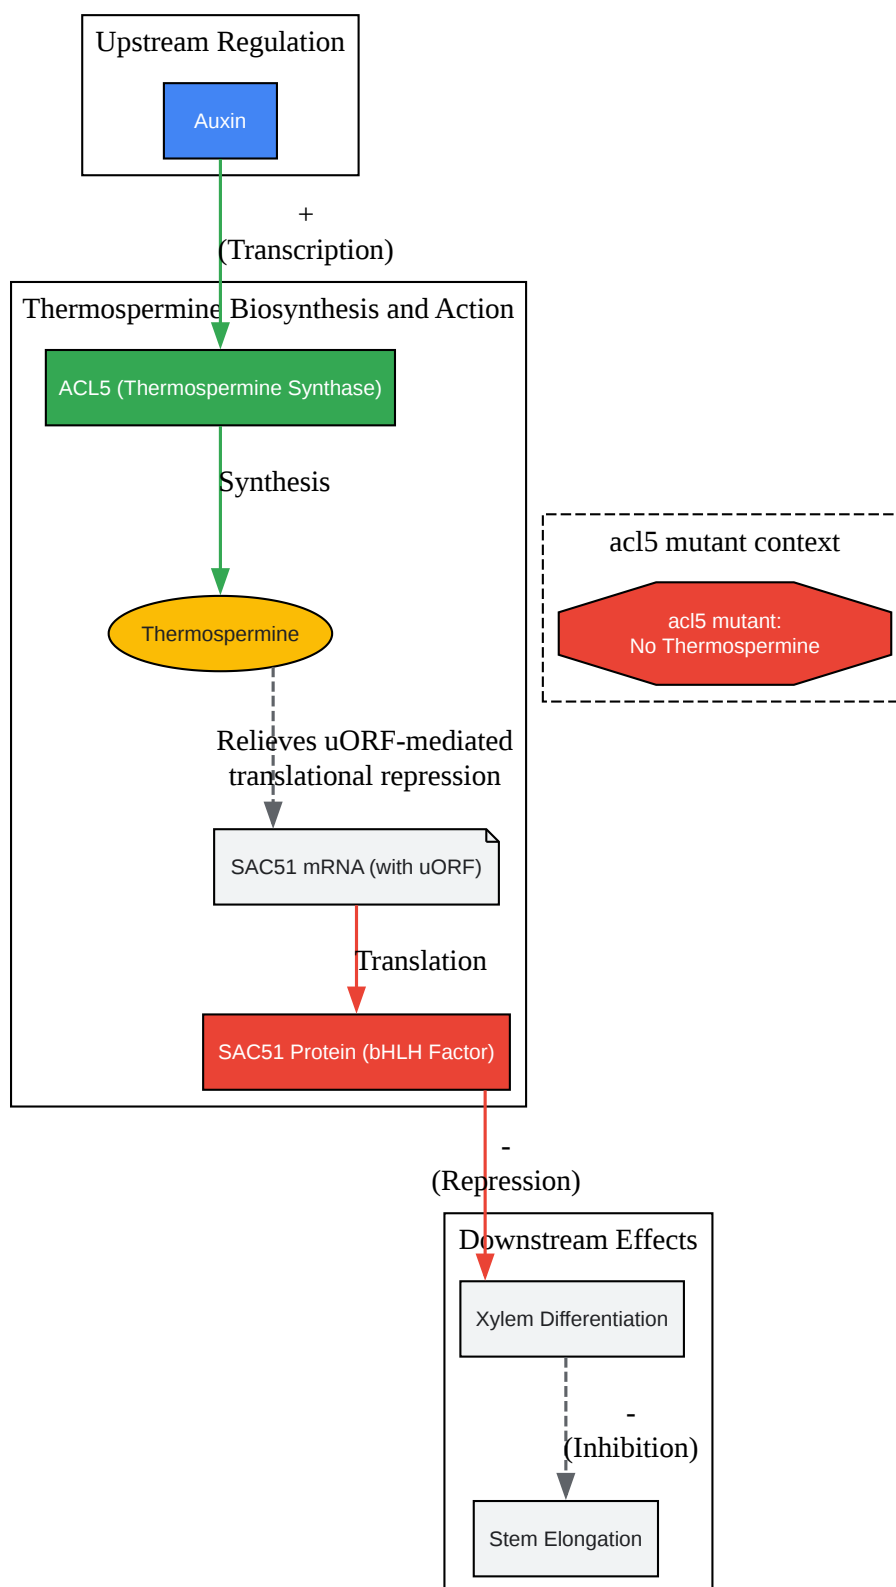 Upstream Regulation
Auxin
+
(Transcription)
Thermospermine Biosynthesis and Action
ACL5 (Thermospermine Synthase)
Synthesis
acl5 mutant context
acl5 mutant:
No Thermospermine
Thermospermine
Relieves uORF-mediated
translational repression
SAC51 mRNA (with uORF)
Translation
SAC51 Protein (bHLH Factor)
-
(Repression)
Downstream Effects
Xylem Differentiation
-
(Inhibition)
Stem Elongation